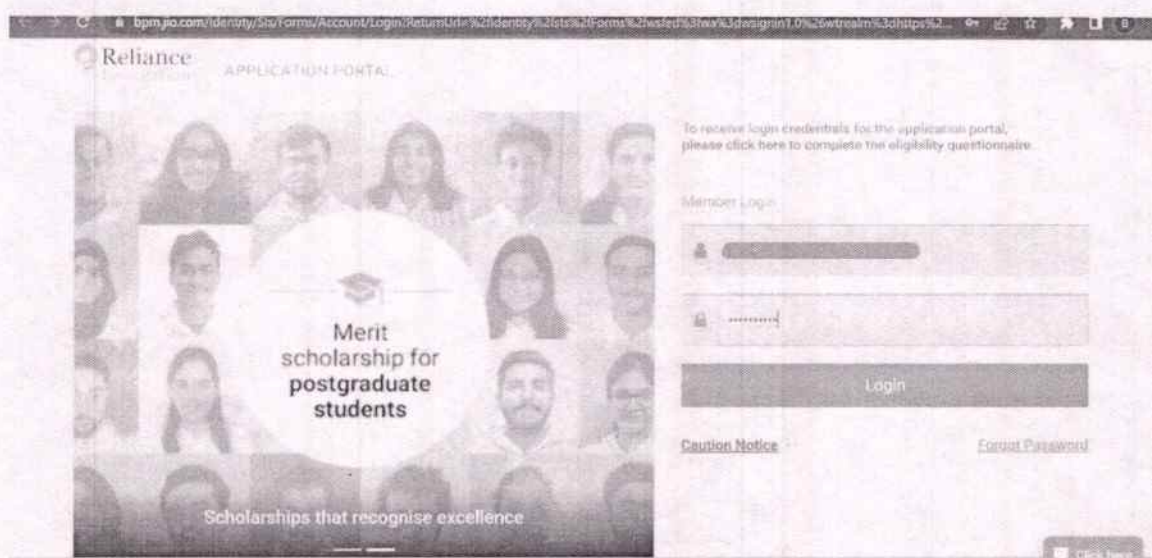 bpm.jio.com/identity/Sts/Forms/Account/Login?ReturnUrl=%2fidentity%2fsts%2fForms%2fwsfed%3fwa%3dwsignin1.0%26wtrealm%3dhttps%2...
B
Reliance
APPLICATION PORTAL
To receive login credentials for the application portal,
please click here to complete the eligibility questionnaire.
Member Login
Merit
scholarship for
postgraduate
students
Login
Caution Notice
Forgot Password
Scholarships that recognise excellence
Click here